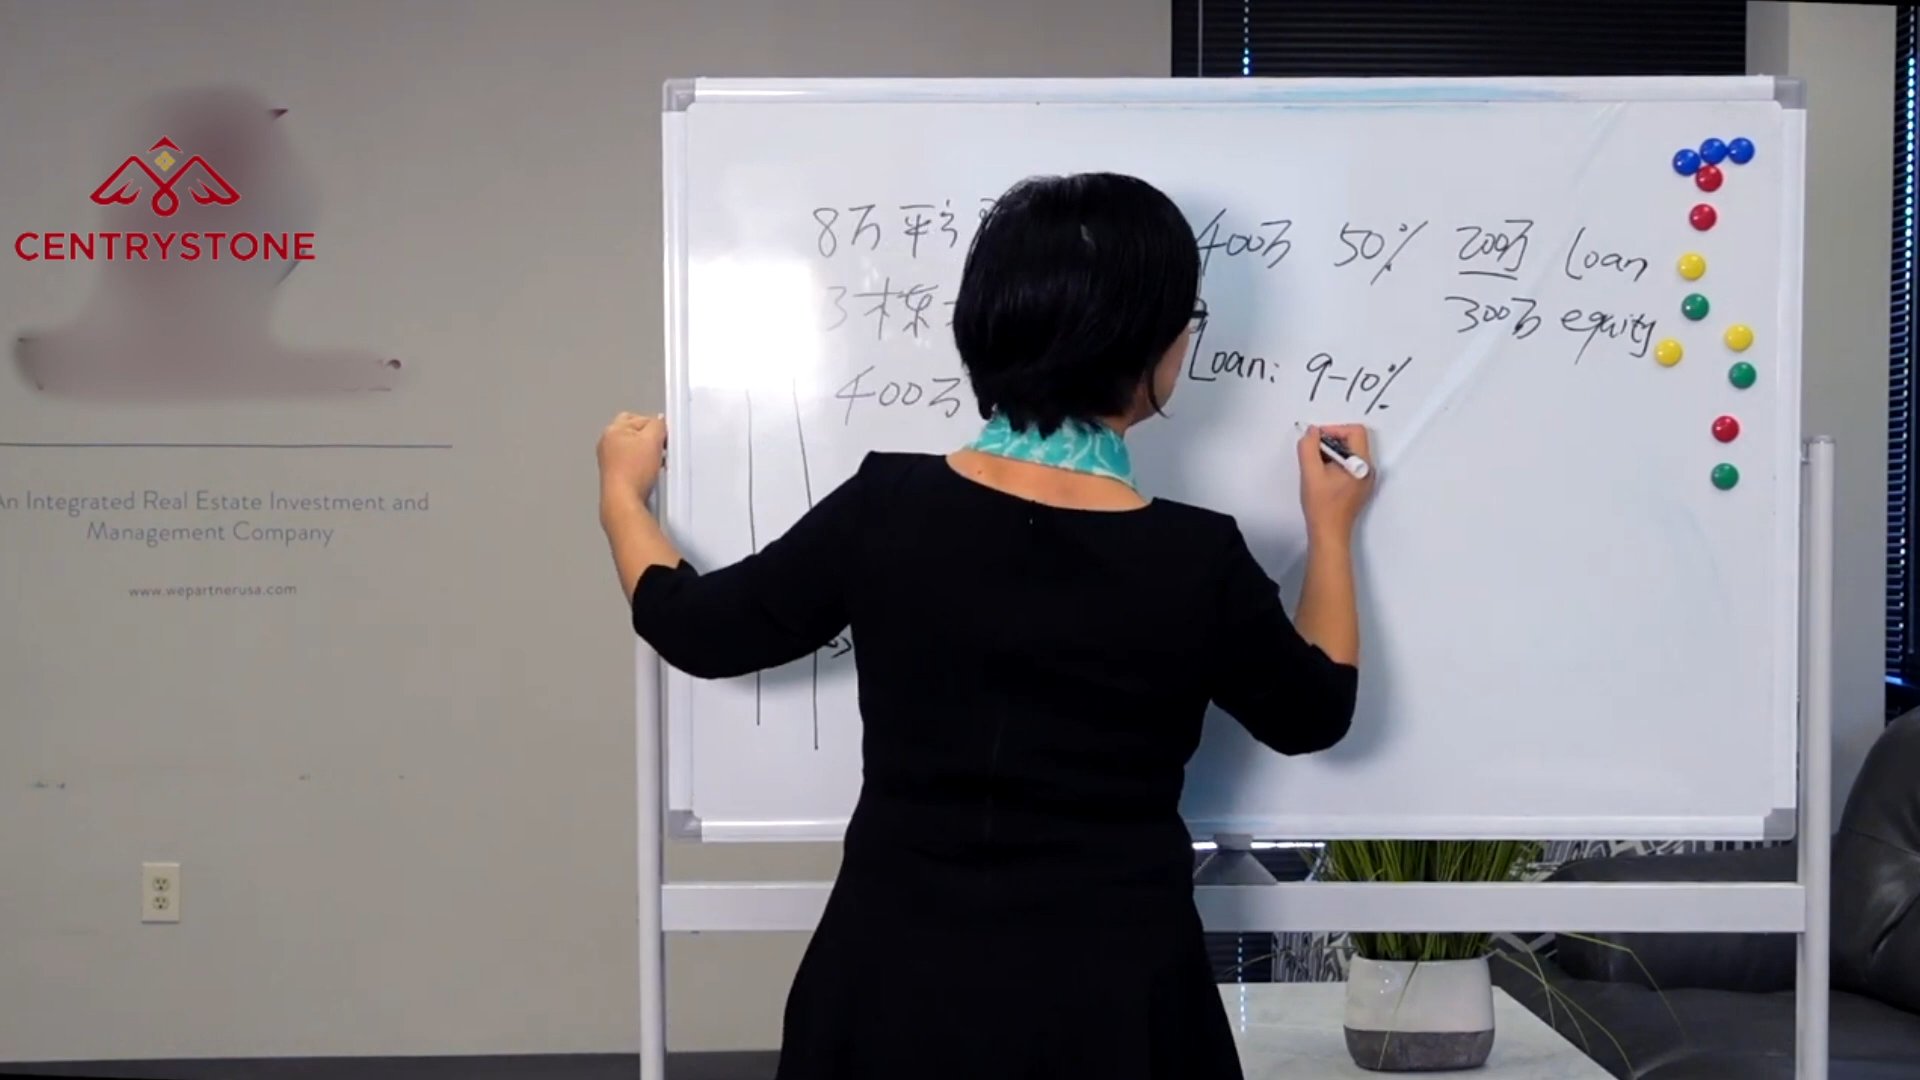 CENTRYSTONE
An Integrated Real Estate Investment and
Management Company
www.wepartnerusa.com
8万 平方
3栋
400万
400万 50% 200万 Loan
300万 equity
Loan: 9-10%